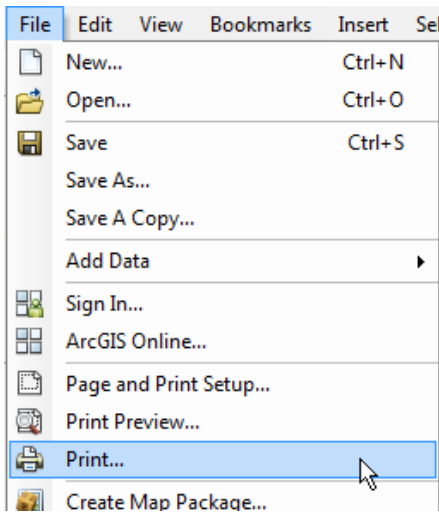 File Edit View Bookmarks Insert Sel
New... Ctrl+N
Open... Ctrl+O
Save Ctrl+S
Save As...
Save A Copy...
Add Data
Sign In...
ArcGIS Online...
Page and Print Setup...
Print Preview...
Print...
Create Map Package...